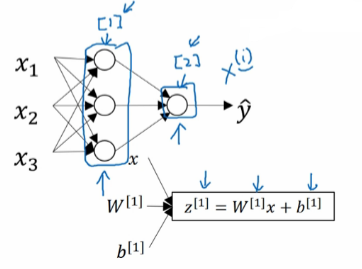 [1]
[2]
x^(i)
x₁
x₂
x₃
ŷ
x
W^[1]
z^[1] = W^[1]x + b^[1]
b^[1]